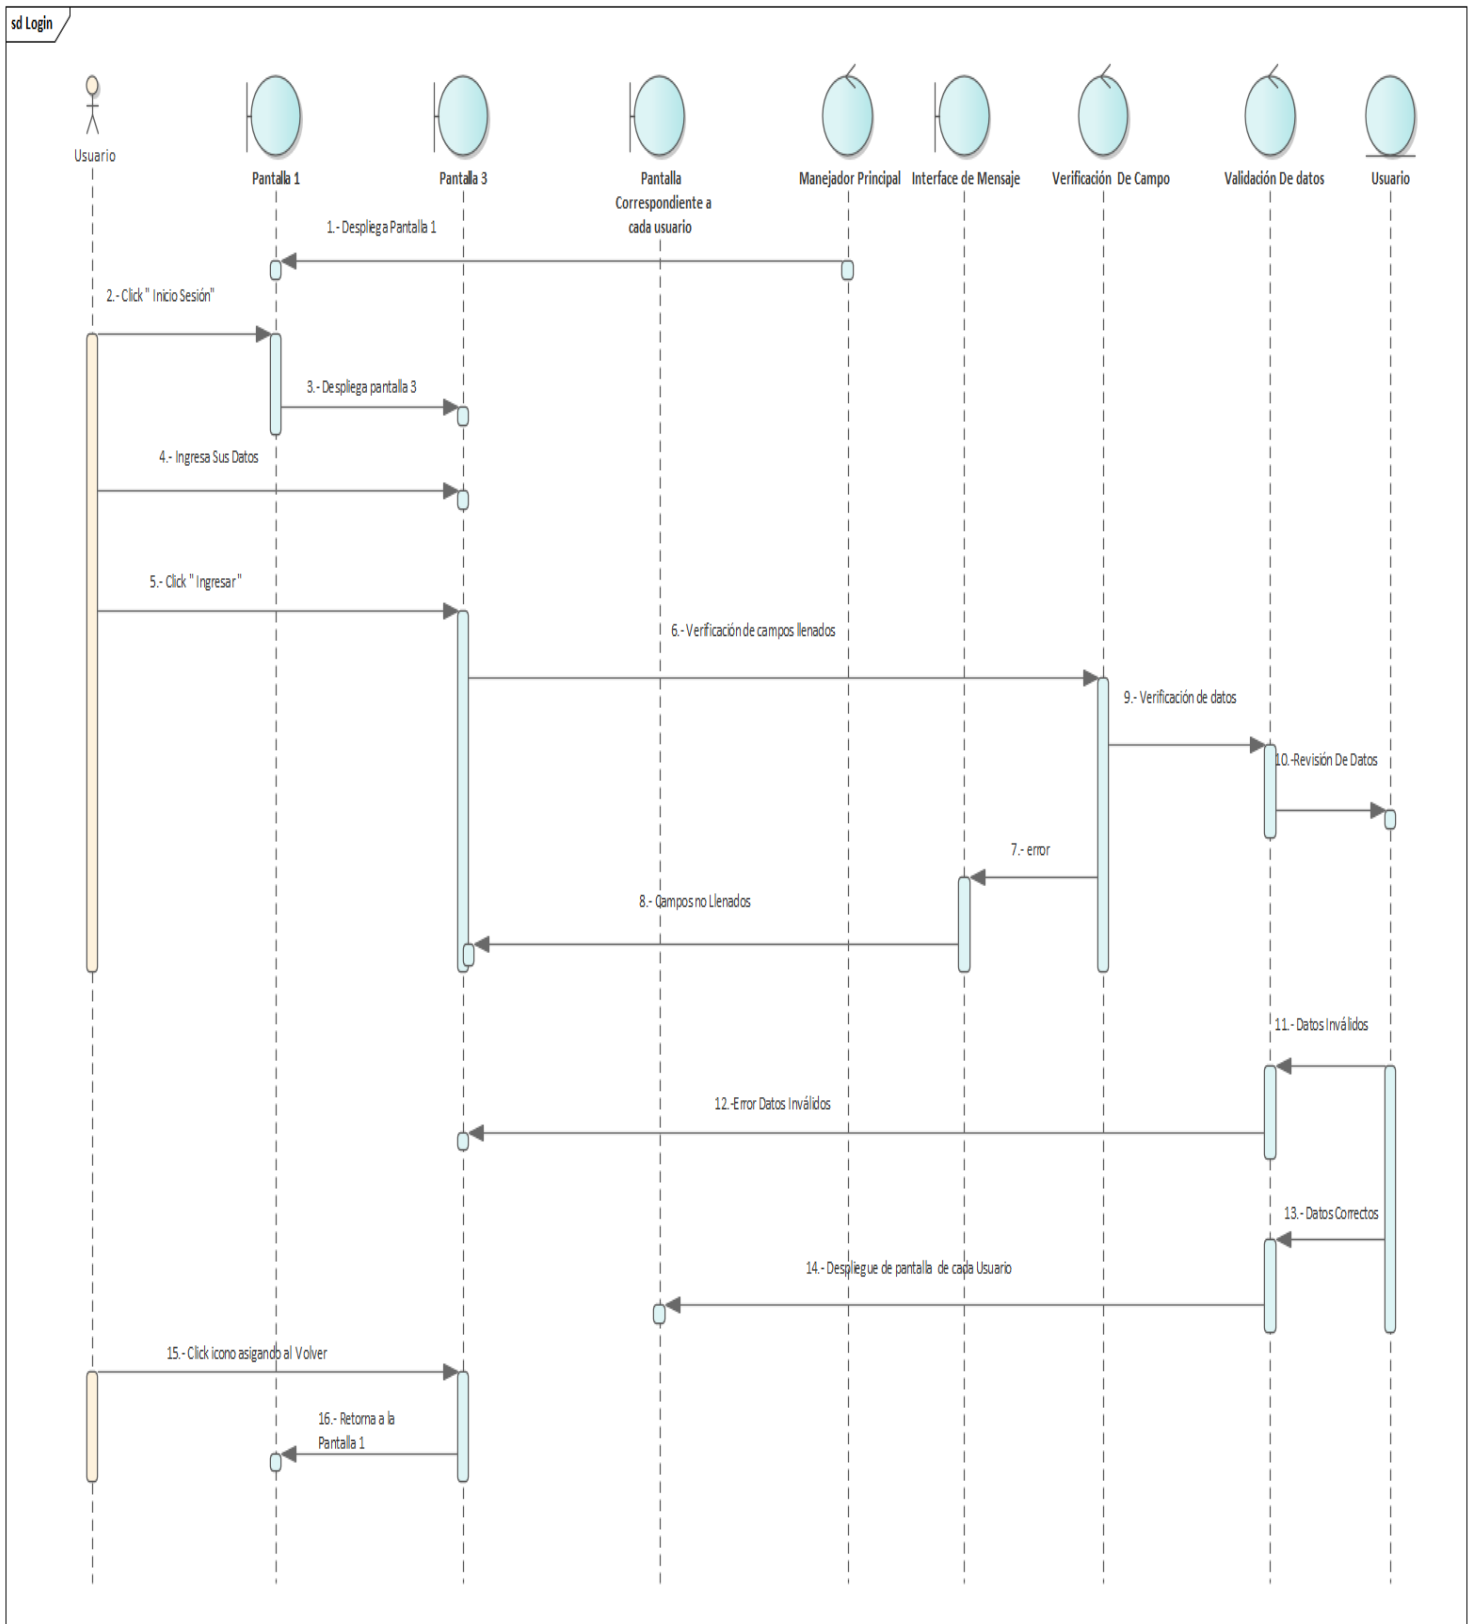 sd Login
Usuario
Pantalla 1
Pantalla 3
Pantalla
Correspondiente a
cada usuario
Manejador Principal
Interface de Mensaje
Verificación De Campo
Validación De datos
Usuario
1.- Despliega Pantalla 1
2.- Click " Inicio Sesión"
3.- Despliega pantalla 3
4.- Ingresa Sus Datos
5.- Click " Ingresar "
6.- Verificación de campos llenados
9.- Verificación de datos
10.-Revisión De Datos
7.- error
8.- Campos no Llenados
11.- Datos Inválidos
12.-Error Datos Inválidos
13.- Datos Correctos
14.- Despliegue de pantalla de cada Usuario
15.- Click icono asigando al Volver
16.- Retorna a la
Pantalla 1